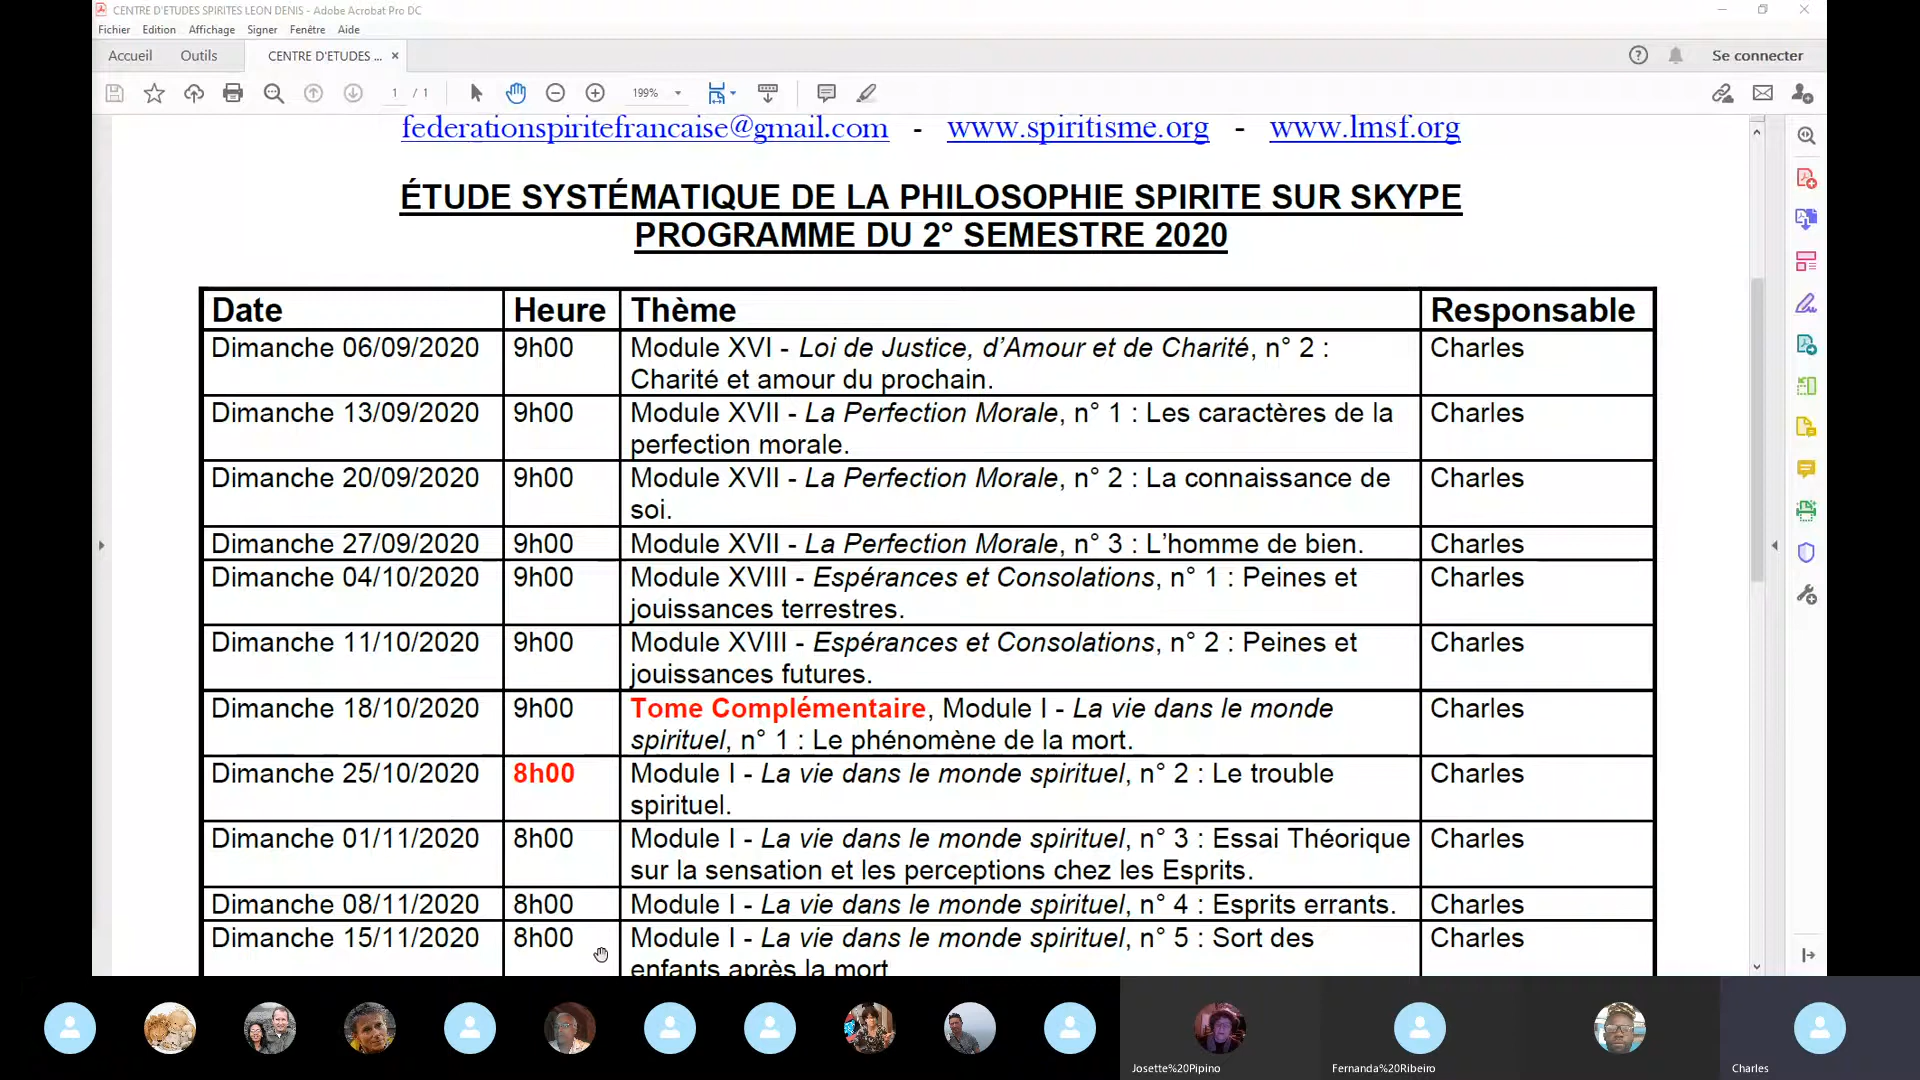 CENTRE D'ETUDES SPIRITES LEON DENIS - Adobe Acrobat Pro DC
Fichier Edition Affichage Signer Fenêtre Aide
Accueil Outils CENTRE D'ETUDES ... × Se connecter
1 / 1 199%
federationspiritefrancaise@gmail.com - www.spiritisme.org - www.lmsf.org
ÉTUDE SYSTÉMATIQUE DE LA PHILOSOPHIE SPIRITE SUR SKYPE
PROGRAMME DU 2° SEMESTRE 2020
Date Heure Thème Responsable
Dimanche 06/09/2020 9h00 Module XVI - Loi de Justice, d’Amour et de Charité, n° 2 : Charles
Charité et amour du prochain.
Dimanche 13/09/2020 9h00 Module XVII - La Perfection Morale, n° 1 : Les caractères de la Charles
perfection morale.
Dimanche 20/09/2020 9h00 Module XVII - La Perfection Morale, n° 2 : La connaissance de Charles
soi.
Dimanche 27/09/2020 9h00 Module XVII - La Perfection Morale, n° 3 : L’homme de bien. Charles
Dimanche 04/10/2020 9h00 Module XVIII - Espérances et Consolations, n° 1 : Peines et Charles
jouissances terrestres.
Dimanche 11/10/2020 9h00 Module XVIII - Espérances et Consolations, n° 2 : Peines et Charles
jouissances futures.
Dimanche 18/10/2020 9h00 Tome Complémentaire, Module I - La vie dans le monde Charles
spirituel, n° 1 : Le phénomène de la mort.
Dimanche 25/10/2020 8h00 Module I - La vie dans le monde spirituel, n° 2 : Le trouble Charles
spirituel.
Dimanche 01/11/2020 8h00 Module I - La vie dans le monde spirituel, n° 3 : Essai Théorique Charles
sur la sensation et les perceptions chez les Esprits.
Dimanche 08/11/2020 8h00 Module I - La vie dans le monde spirituel, n° 4 : Esprits errants. Charles
Dimanche 15/11/2020 8h00 Module I - La vie dans le monde spirituel, n° 5 : Sort des Charles
enfants après la mort
Josette%20Pipino Fernanda%20Ribeiro Charles